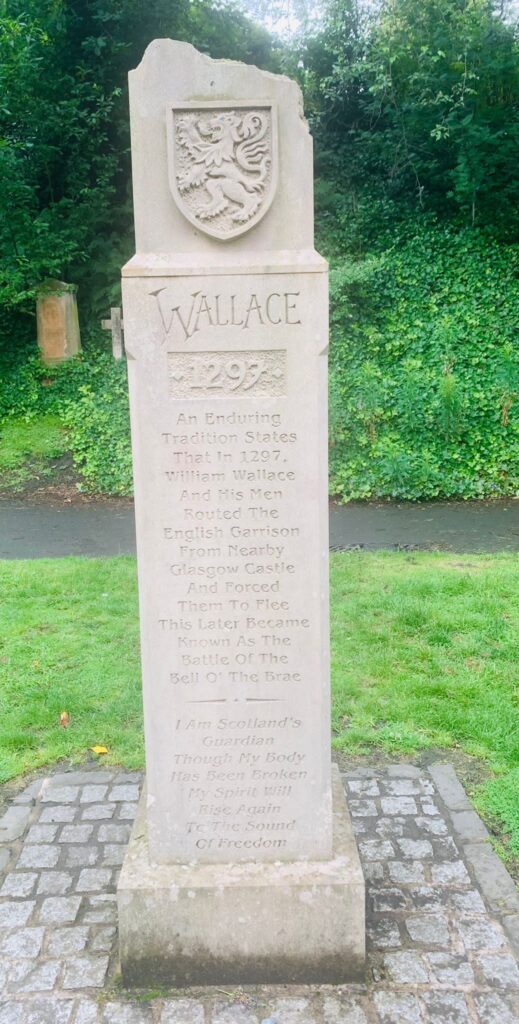 WALLACE
·1297·
An Enduring
Tradition States
That In 1297,
William Wallace
And His Men
Routed The
English Garrison
From Nearby
Glasgow Castle
And Forced
Them To Flee
This Later Became
Known As The
Battle Of The
Bell O' The Brae
I Am Scotland's
Guardian
Though My Body
Has Been Broken
My Spirit Will
Rise Again
To The Sound
Of Freedom